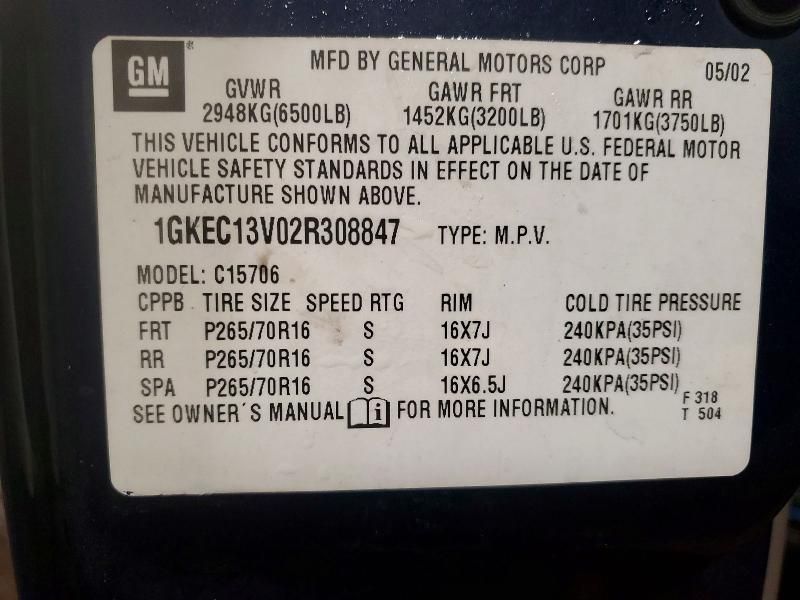 GM® MFD BY GENERAL MOTORS CORP 05/02
GVWR GAWR FRT GAWR RR
2948KG(6500LB) 1452KG(3200LB) 1701KG(3750LB)
THIS VEHICLE CONFORMS TO ALL APPLICABLE U.S. FEDERAL MOTOR
VEHICLE SAFETY STANDARDS IN EFFECT ON THE DATE OF
MANUFACTURE SHOWN ABOVE.
1GKEC13V02R308847 TYPE: M.P.V.
MODEL: C15706
CPPB TIRE SIZE SPEED RTG RIM COLD TIRE PRESSURE
FRT P265/70R16 S 16X7J 240KPA(35PSI)
RR P265/70R16 S 16X7J 240KPA(35PSI)
SPA P265/70R16 S 16X6.5J 240KPA(35PSI)
SEE OWNER´S MANUAL i FOR MORE INFORMATION.
F 318
T 504